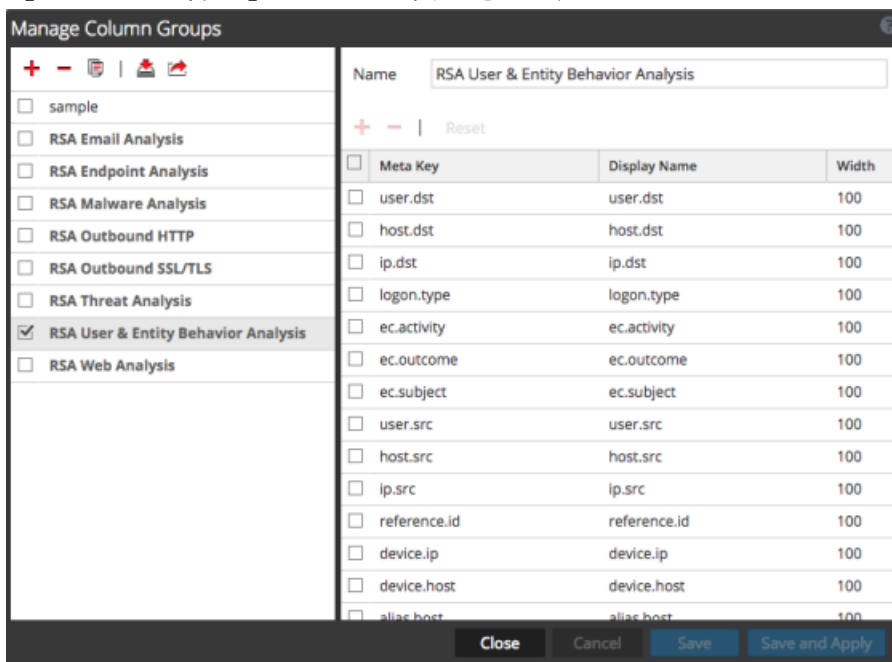 Manage Column Groups
sample
RSA Email Analysis
RSA Endpoint Analysis
RSA Malware Analysis
RSA Outbound HTTP
RSA Outbound SSL/TLS
RSA Threat Analysis
RSA User & Entity Behavior Analysis
RSA Web Analysis
Name RSA User & Entity Behavior Analysis
Reset
Meta Key Display Name Width
user.dst user.dst 100
host.dst host.dst 100
ip.dst ip.dst 100
logon.type logon.type 100
ec.activity ec.activity 100
ec.outcome ec.outcome 100
ec.subject ec.subject 100
user.src user.src 100
host.src host.src 100
ip.src ip.src 100
reference.id reference.id 100
device.ip device.ip 100
device.host device.host 100
alias.host alias.host 100
Close Cancel Save Save and Apply